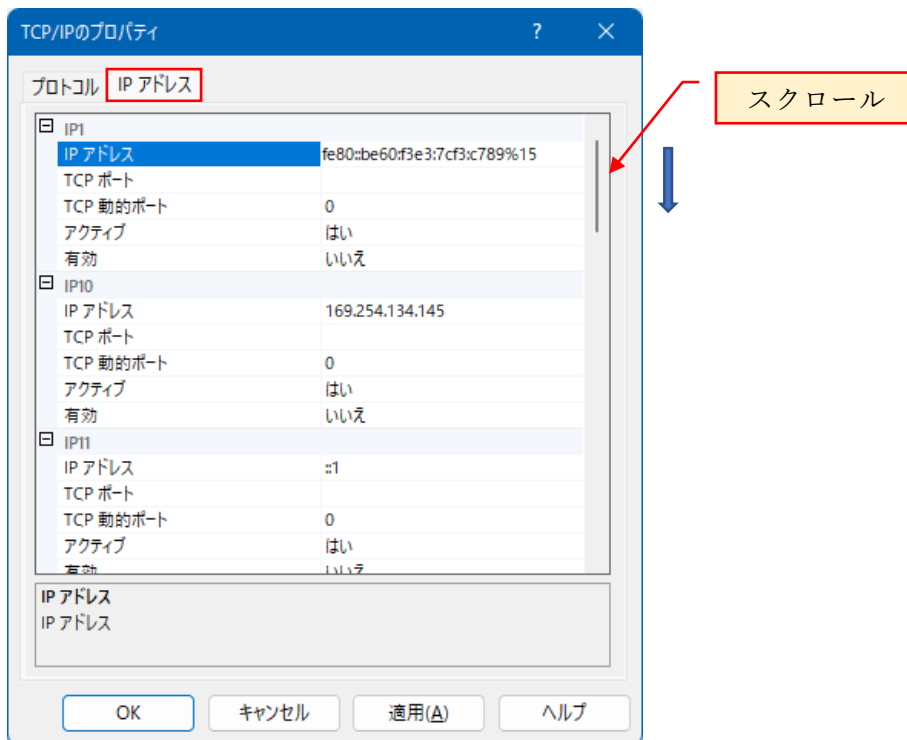 TCP/IPのプロパティ ? ×
プロトコル IP アドレス
スクロール
IP1
IP アドレス fe80::be60:f3e3:7cf3:c789%15
TCP ポート
TCP 動的ポート 0
アクティブ はい
有効 いいえ
IP10
IP アドレス 169.254.134.145
TCP ポート
TCP 動的ポート 0
アクティブ はい
有効 いいえ
IP11
IP アドレス ::1
TCP ポート
TCP 動的ポート 0
アクティブ はい
有効 いいえ
IP アドレス
IP アドレス
OK キャンセル 適用(A) ヘルプ